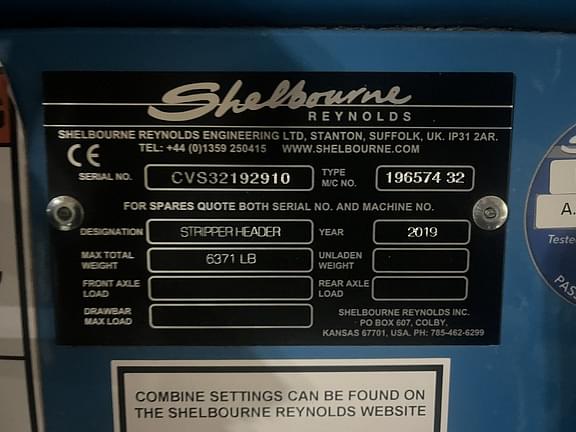 Shelbourne
REYNOLDS
SHELBOURNE REYNOLDS ENGINEERING LTD, STANTON, SUFFOLK, UK. IP31 2AR.
TEL: +44 (0)1359 250415 WWW.SHELBOURNE.COM
CE
SERIAL NO. CVS32192910 TYPE M/C NO. 196574 32
FOR SPARES QUOTE BOTH SERIAL NO. AND MACHINE NO.
DESIGNATION STRIPPER HEADER YEAR 2019
MAX TOTAL WEIGHT 6371 LB UNLADEN WEIGHT
FRONT AXLE LOAD REAR AXLE LOAD
DRAWBAR MAX LOAD
SHELBOURNE REYNOLDS INC.
PO BOX 607, COLBY,
KANSAS 67701, USA. PH: 785-462-6299
COMBINE SETTINGS CAN BE FOUND ON
THE SHELBOURNE REYNOLDS WEBSITE
A.
Teste
PAS